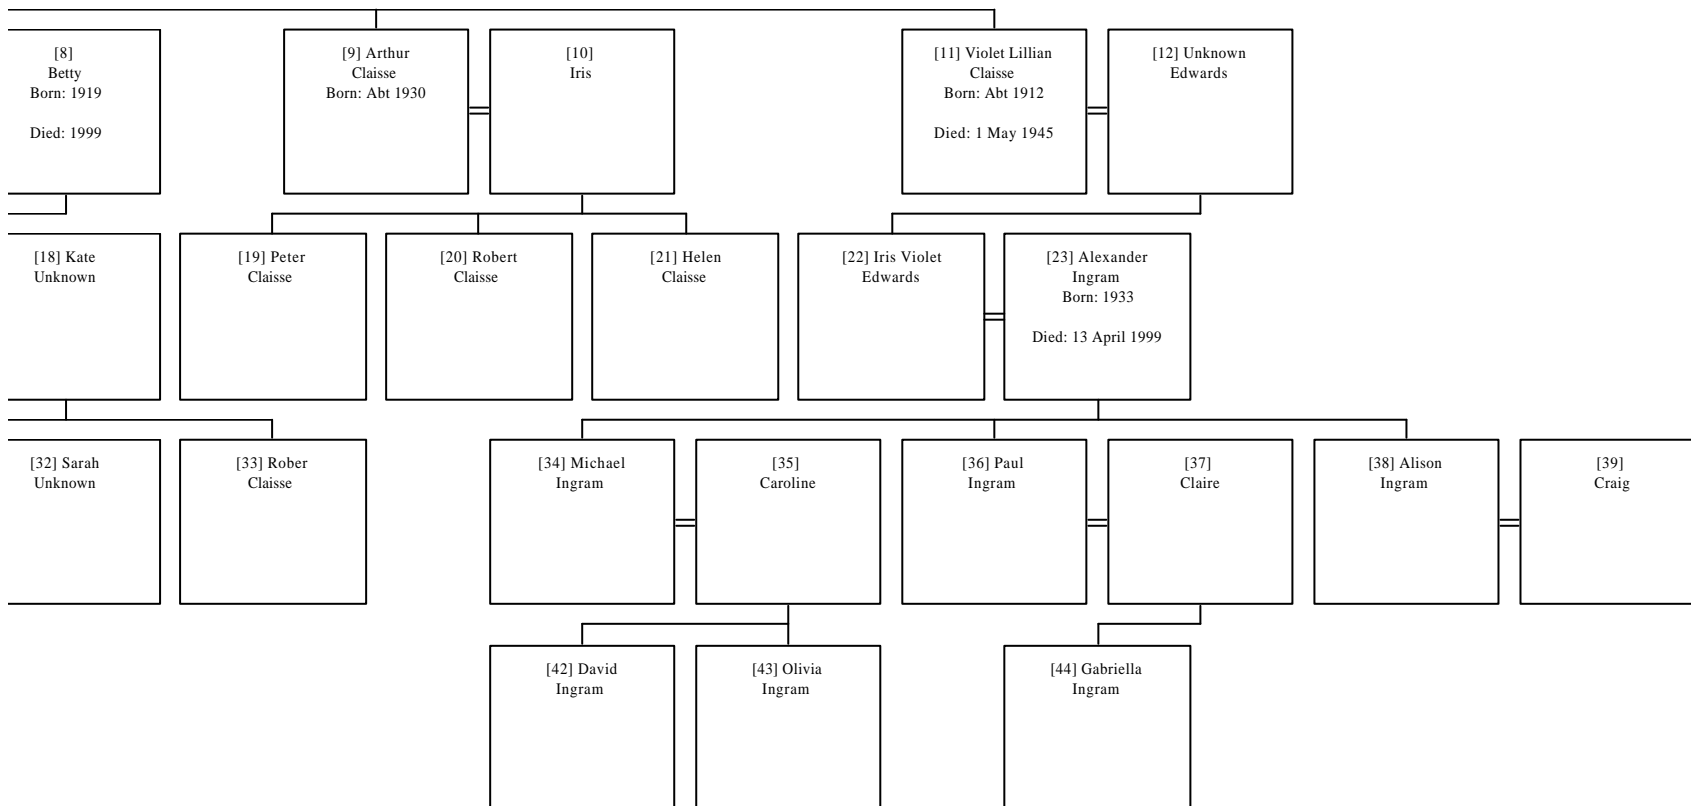 [8]
Betty
Born: 1919
Died: 1999
[9] Arthur
Claisse
Born: Abt 1930
[10]
Iris
[11] Violet Lillian
Claisse
Born: Abt 1912
Died: 1 May 1945
[12] Unknown
Edwards
[18] Kate
Unknown
[19] Peter
Claisse
[20] Robert
Claisse
[21] Helen
Claisse
[22] Iris Violet
Edwards
[23] Alexander
Ingram
Born: 1933
Died: 13 April 1999
[32] Sarah
Unknown
[33] Rober
Claisse
[34] Michael
Ingram
[35]
Caroline
[36] Paul
Ingram
[37]
Claire
[38] Alison
Ingram
[39]
Craig
[42] David
Ingram
[43] Olivia
Ingram
[44] Gabriella
Ingram